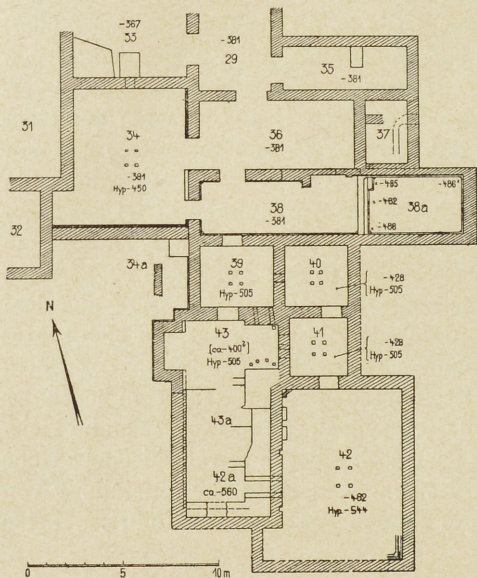 -367
33
-381
29
35
-381
31
34
-381
Hyp-450
36
-381
37
32
38
-381
-485
-482
-486
-486'
38a
34a
39
Hyp-505
40
-428
Hyp-505
N
43
[ca-400²]
Hyp-505
41
-428
Hyp-505
43a
42a
ca.-560
42
-482
Hyp.-544
0 5 10 m